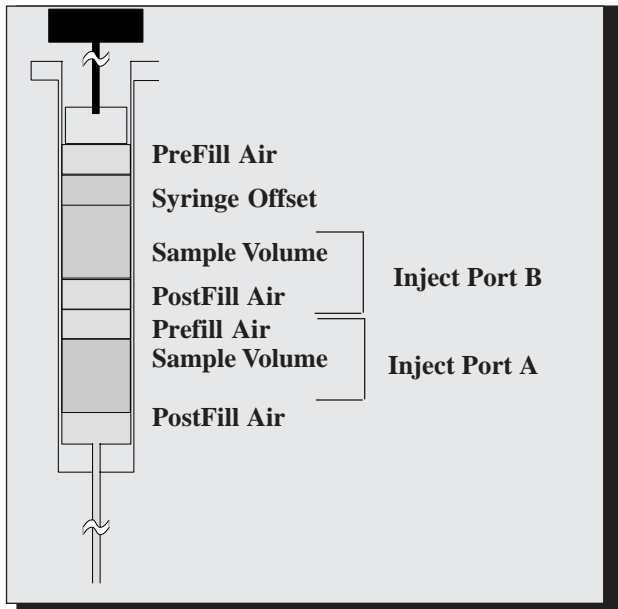 PreFill Air
Syringe Offset
Sample Volume
Inject Port B
PostFill Air
Prefill Air
Sample Volume
Inject Port A
PostFill Air